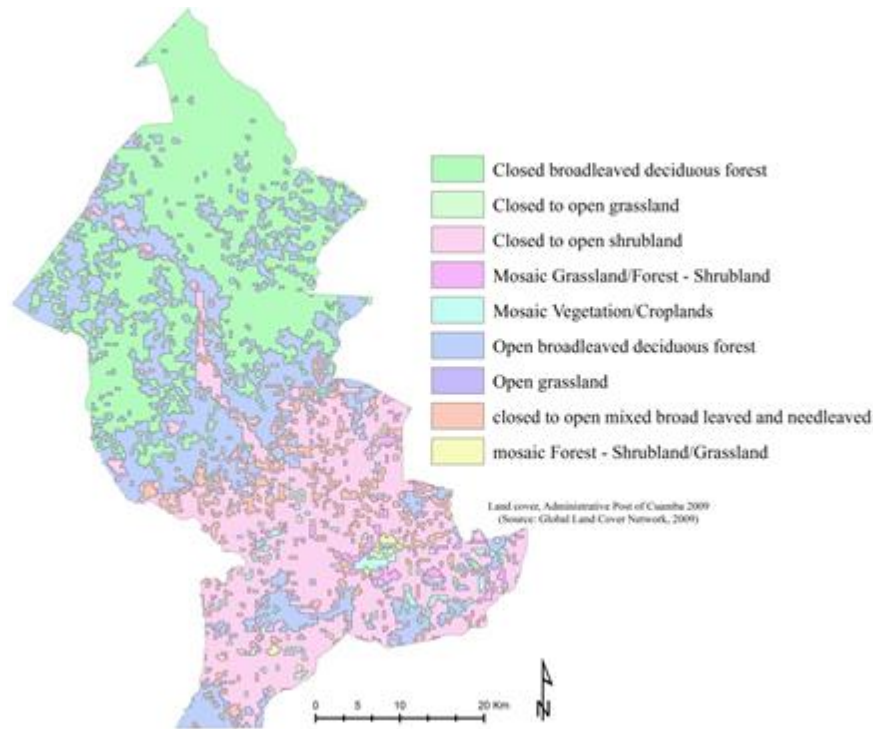 Closed broadleaved deciduous forest
Closed to open grassland
Closed to open shrubland
Mosaic Grassland/Forest - Shrubland
Mosaic Vegetation/Croplands
Open broadleaved deciduous forest
Open grassland
closed to open mixed broad leaved and needleaved
mosaic Forest - Shrubland/Grassland
Land cover, Administrative Post of Cuamba 2009
(Source: Global Land Cover Network, 2009)
0 5 10 20 Km
N